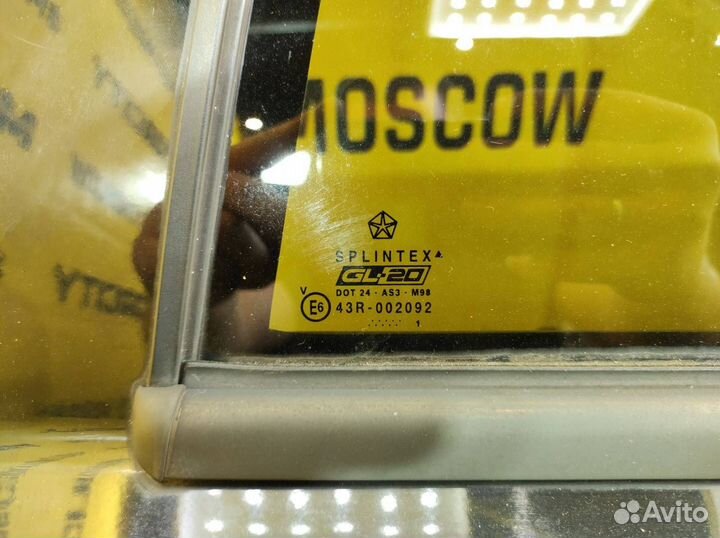 MOSCOW
SPLINTEX
GL-20
DOT 24 - AS3 - M98
V
E6 43R-002092
1
Avito